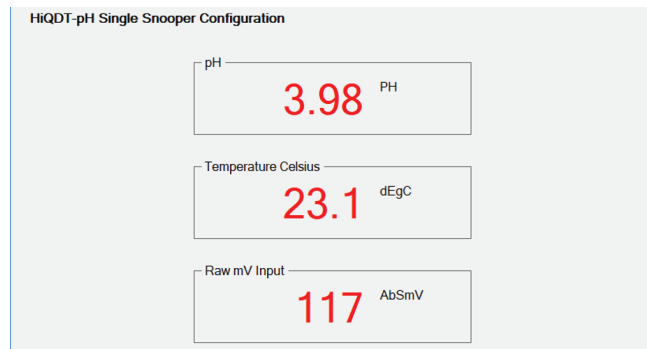 HiQDT-pH Single Snooper Configuration
pH
3.98 PH
Temperature Celsius
23.1 dEgC
Raw mV Input
117 AbSmV